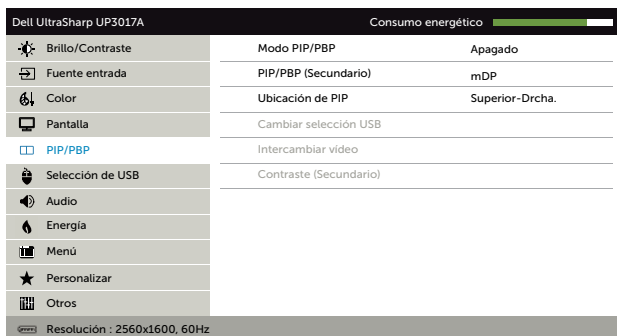 Dell UltraSharp UP3017A Consumo energético
Brillo/Contraste Modo PIP/PBP Apagado
Fuente entrada PIP/PBP (Secundario) mDP
Color Ubicación de PIP Superior-Drcha.
Pantalla Cambiar selección USB
PIP/PBP Intercambiar vídeo
Selección de USB Contraste (Secundario)
Audio
Energía
Menú
Personalizar
Otros
Resolución : 2560x1600, 60Hz